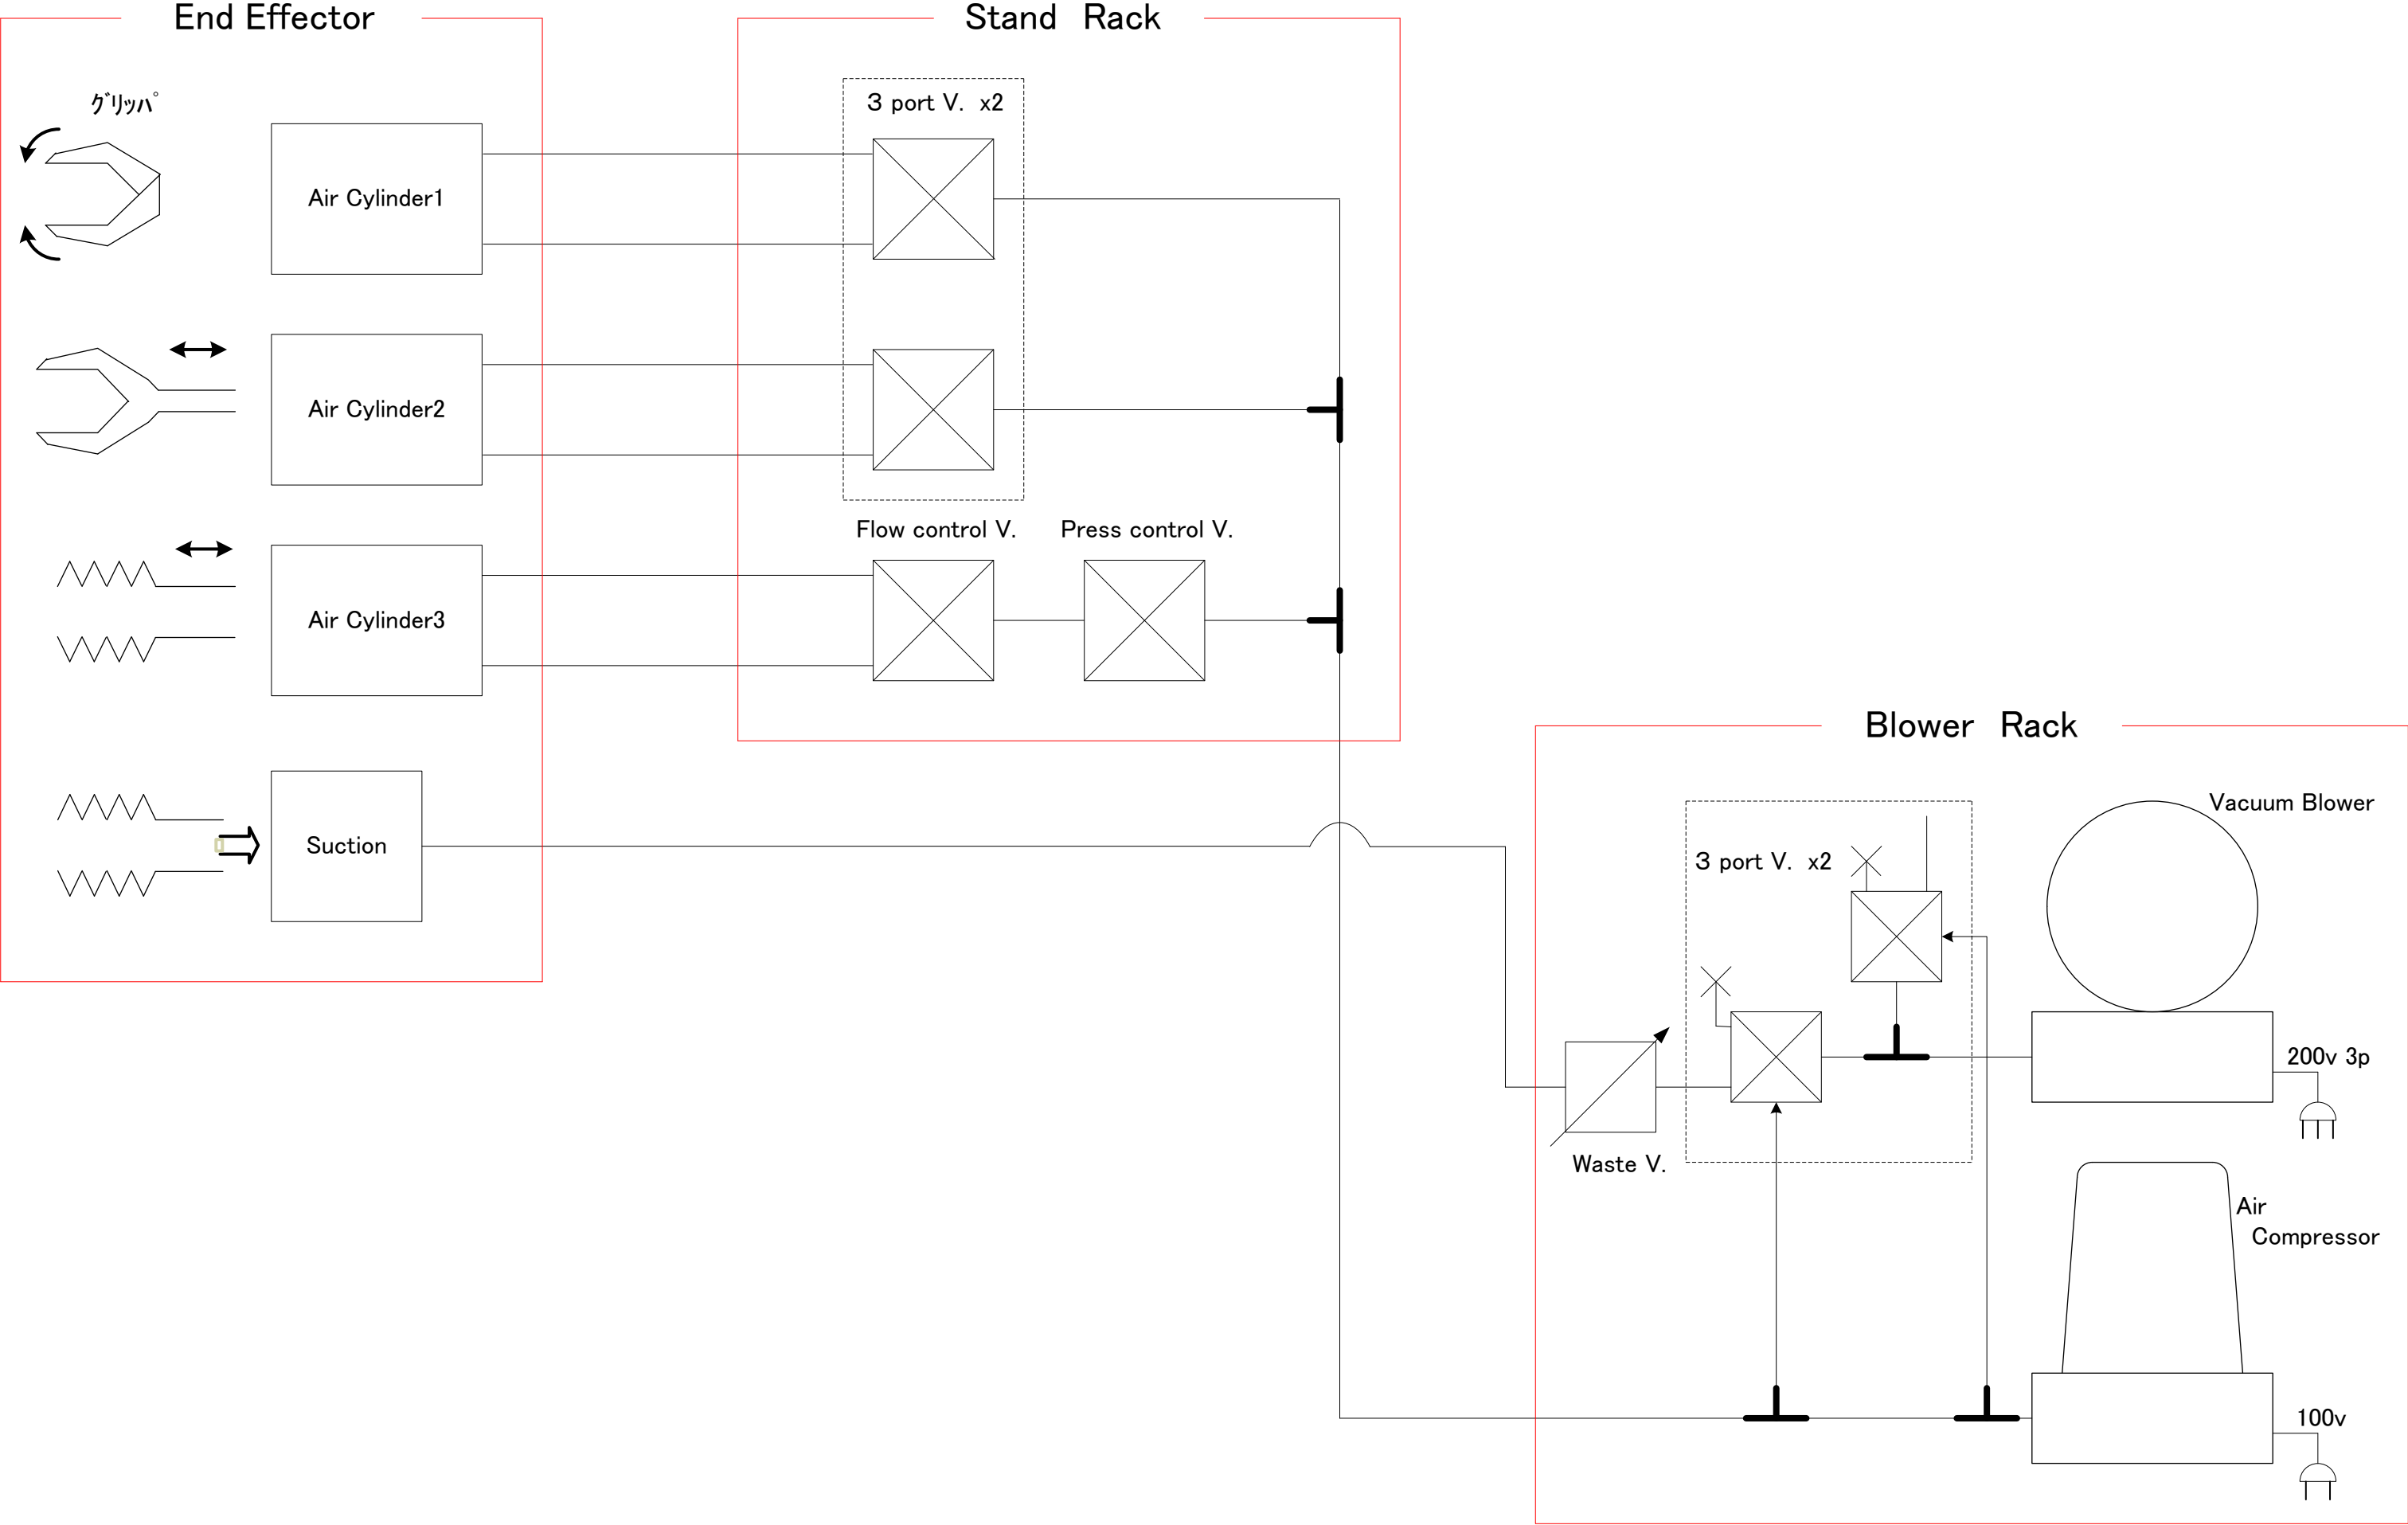 End Effector
Stand Rack
ｸﾞﾘｯﾊﾟ
3 port V. x2
Air Cylinder1
Air Cylinder2
Flow control V.
Press control V.
Air Cylinder3
Blower Rack
Vacuum Blower
3 port V. x2
Suction
200v 3p
Waste V.
Air
Compressor
100v